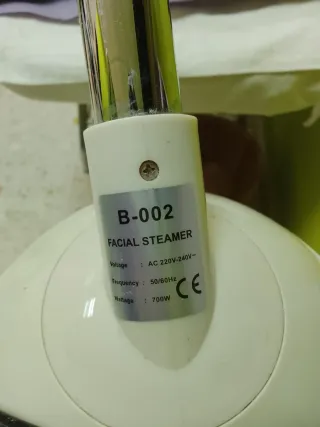 B-002
FACIAL STEAMER
Voltage : AC 220V-240V~
Frequency : 50/60Hz
Wattage : 700W
CE